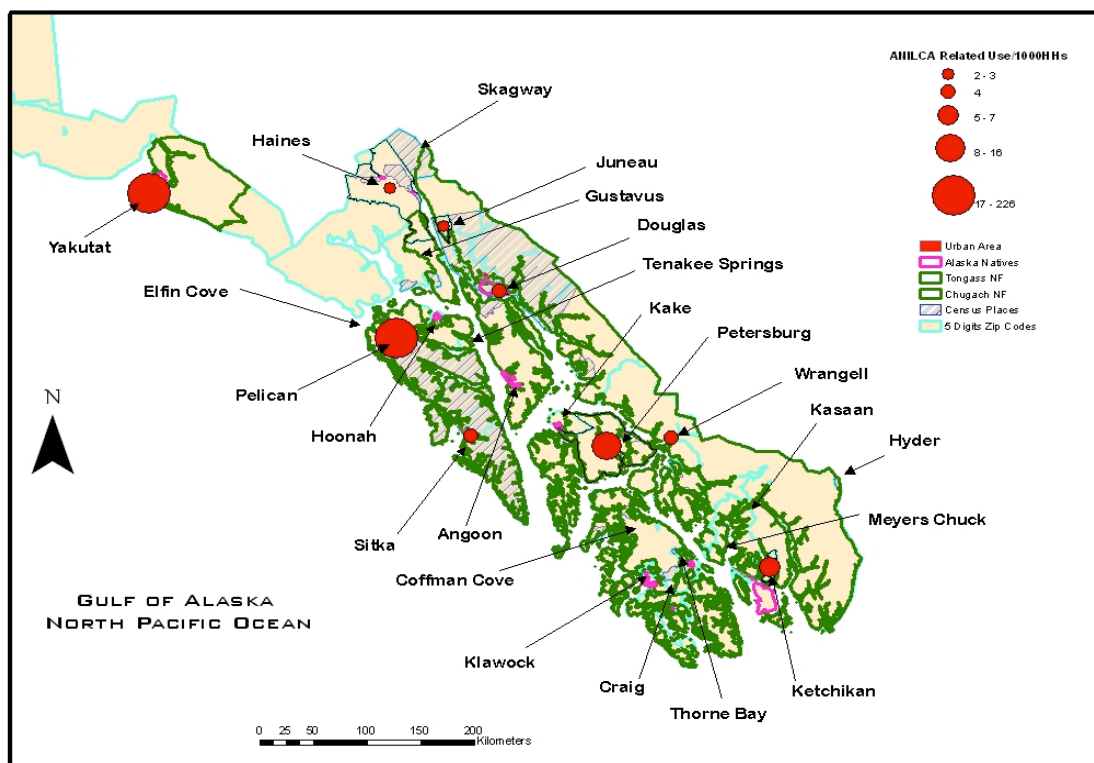 ANILCA Related Use/1000HHs
2 - 3
4
5 - 7
8 - 16
17 - 226
Urban Area
Alaska Natives
Tongass NF
Chugach NF
Census Places
5 Digits Zip Codes
Skagway
Haines
Juneau
Gustavus
Douglas
Yakutat
Tenakee Springs
Elfin Cove
Kake
Petersburg
Pelican
Wrangell
Kasaan
Hoonah
Hyder
N
Meyers Chuck
Sitka
Angoon
Coffman Cove
GULF OF ALASKA
NORTH PACIFIC OCEAN
Klawock
Craig
Ketchikan
Thorne Bay
0 25 50 100 150 200
Kilometers